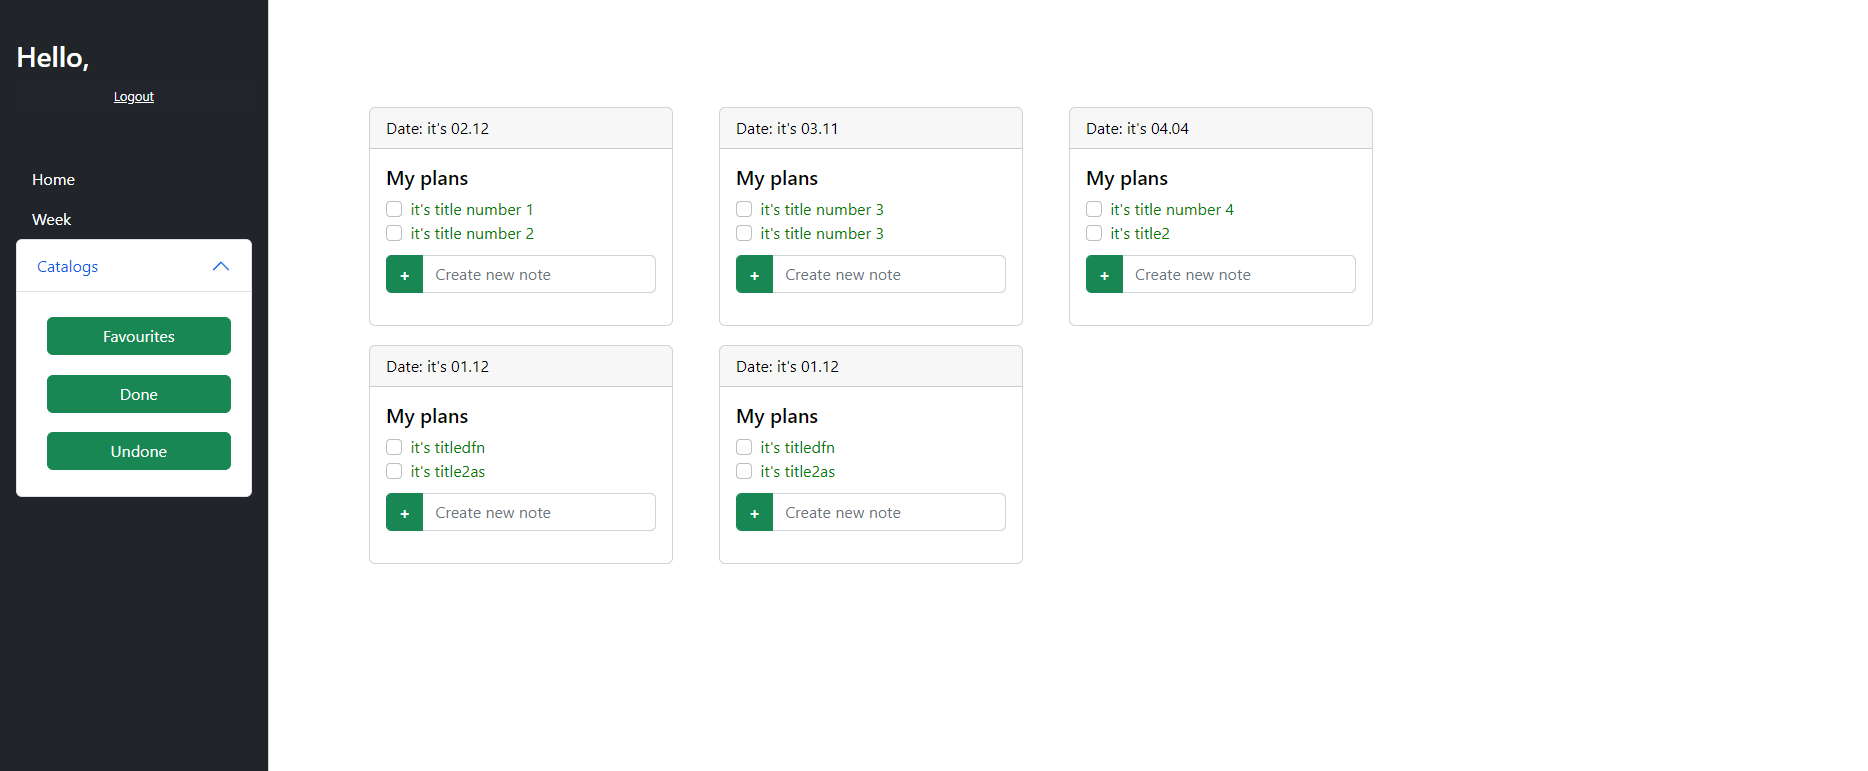 Hello,
Logout
Home
Week
Catalogs
Favourites
Done
Undone
Date: it's 02.12
My plans
it's title number 1
it's title number 2
+ Create new note
Date: it's 03.11
My plans
it's title number 3
it's title number 3
+ Create new note
Date: it's 04.04
My plans
it's title number 4
it's title2
+ Create new note
Date: it's 01.12
My plans
it's titledfn
it's title2as
+ Create new note
Date: it's 01.12
My plans
it's titledfn
it's title2as
+ Create new note